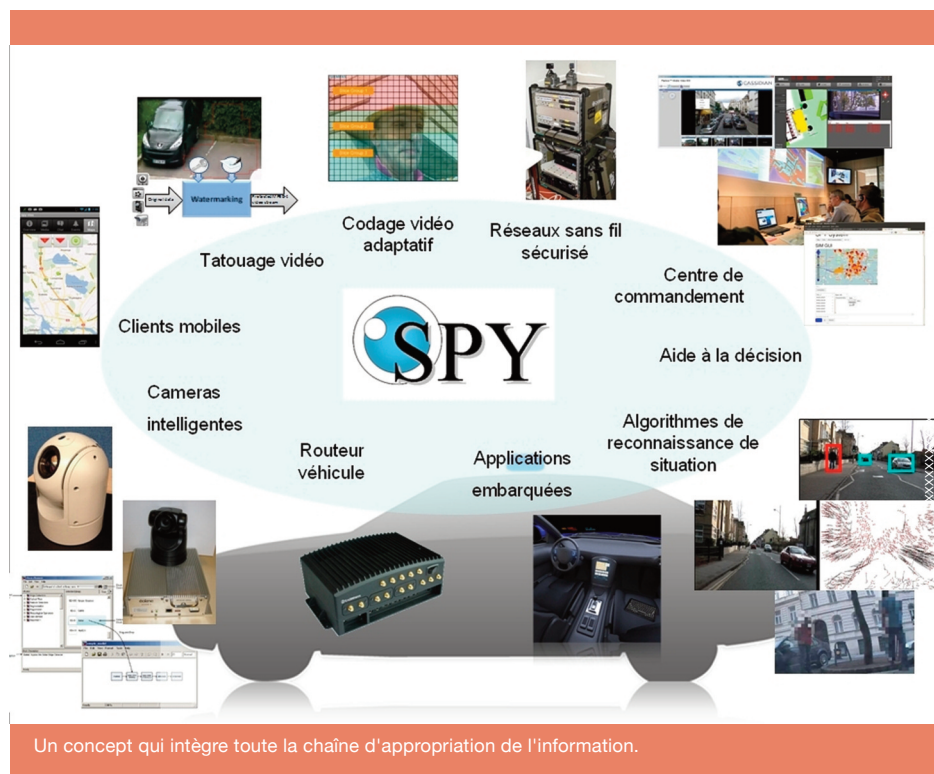 CASSIDIAN
Watermarking
Codage vidéo
adaptatif
Réseaux sans fil
sécurisé
Tatouage vidéo
Centre de
commandement
Clients mobiles
SPY
Aide à la décision
Cameras
intelligentes
Algorithmes de
reconnaissance de
situation
Routeur
véhicule
Applications
embarquées
Un concept qui intègre toute la chaîne d'appropriation de l'information.